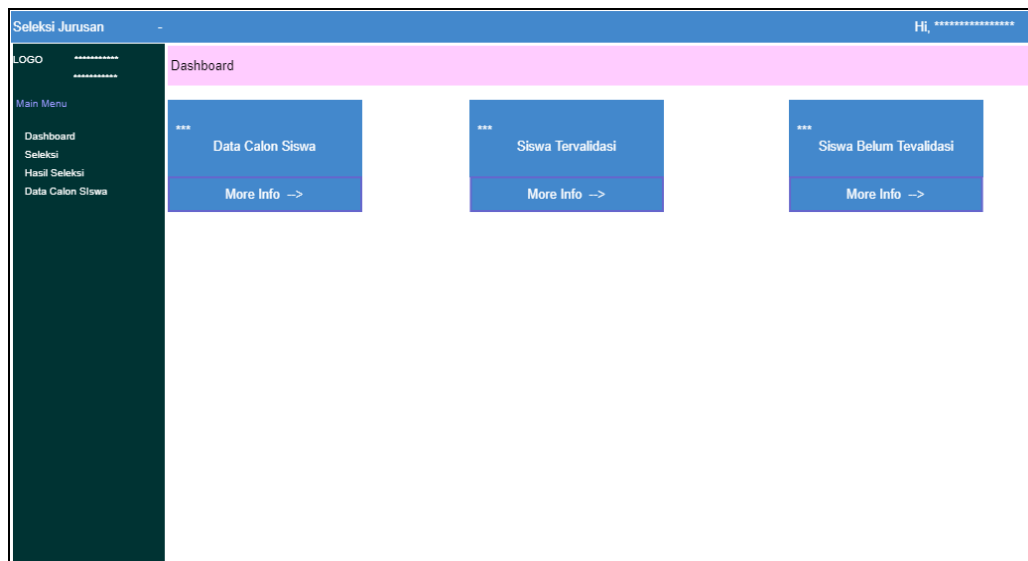 Seleksi Jurusan -
Hi, ****************
LOGO ***********
***********
Main Menu
Dashboard
Seleksi
Hasil Seleksi
Data Calon SIswa
Dashboard
***
Data Calon Siswa
More Info -->
***
Siswa Tervalidasi
More Info -->
***
Siswa Belum Tevalidasi
More Info -->